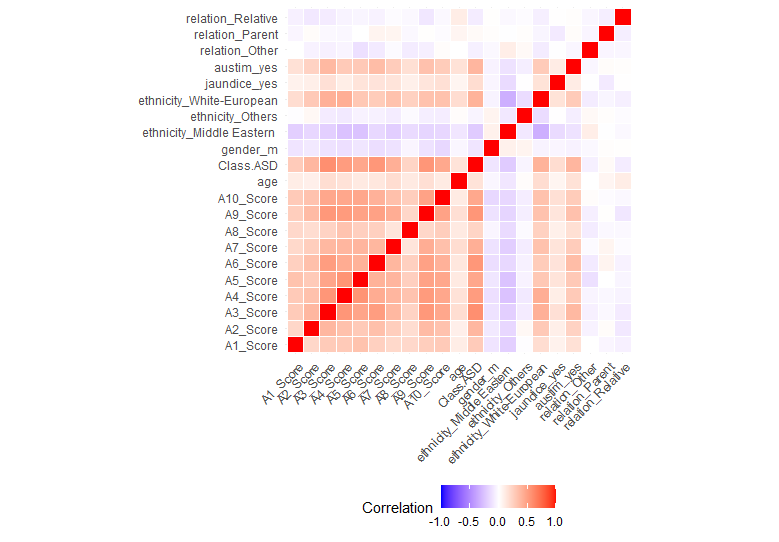 relation_Relative
relation_Parent
relation_Other
austim_yes
jaundice_yes
ethnicity_White-European
ethnicity_Others
ethnicity_Middle Eastern
gender_m
Class.ASD
age
A10_Score
A9_Score
A8_Score
A7_Score
A6_Score
A5_Score
A4_Score
A3_Score
A2_Score
A1_Score
A1_Score
A2_Score
A3_Score
A4_Score
A5_Score
A6_Score
A7_Score
A8_Score
A9_Score
A10_Score
age
Class.ASD
gender_m
ethnicity_Middle Eastern
ethnicity_Others
ethnicity_White-European
jaundice_yes
austim_yes
relation_Other
relation_Parent
relation_Relative
Correlation
-1.0 -0.5 0.0 0.5 1.0